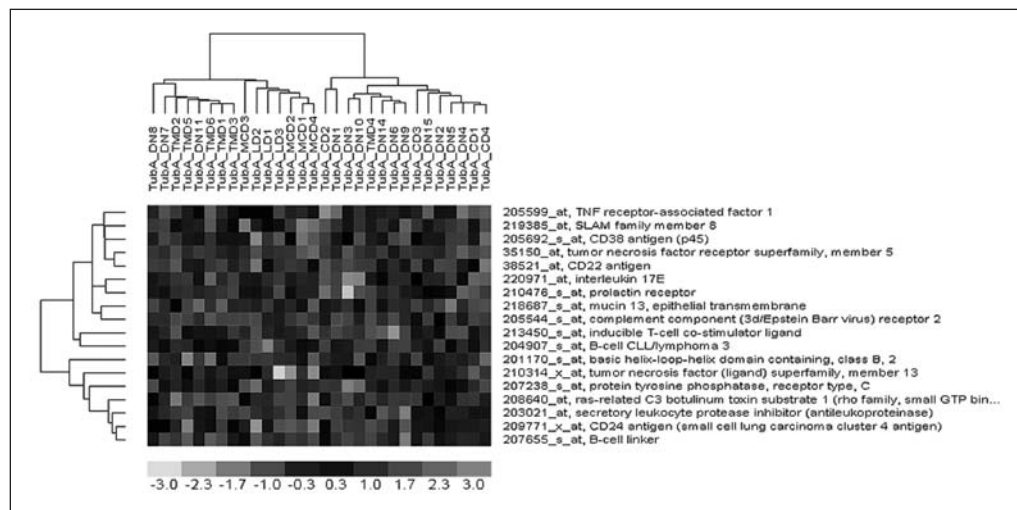 TubA_DN8
TubA_DN7
TubA_TMD2
TubA_TMD5
TubA_DN11
TubA_TMD6
TubA_TMD1
TubA_TMD3
TubA_MCD3
TubA_LD2
TubA_LD1
TubA_LD3
TubA_MCD2
TubA_MCD1
TubA_MCD4
TubA_CD2
TubA_DN1
TubA_DN3
TubA_DN10
TubA_TMD4
TubA_DN14
TubA_DN6
TubA_DN9
TubA_CD3
TubA_DN15
TubA_DN2
TubA_DN5
TubA_DN4
TubA_CD1
TubA_CD4
205599_at, TNF receptor-associated factor 1
219385_at, SLAM family member 8
205692_s_at, CD38 antigen (p45)
35150_at, tumor necrosis factor receptor superfamily, member 5
38521_at, CD22 antigen
220971_at, interleukin 17E
210476_s_at, prolactin receptor
218687_s_at, mucin 13, epithelial transmembrane
205544_s_at, complement component (3d/Epstein Barr virus) receptor 2
213450_s_at, inducible T-cell co-stimulator ligand
204907_s_at, B-cell CLL/lymphoma 3
201170_s_at, basic helix-loop-helix domain containing, class B, 2
210314_x_at, tumor necrosis factor (ligand) superfamily, member 13
207238_s_at, protein tyrosine phosphatase, receptor type, C
208640_at, ras-related C3 botulinum toxin substrate 1 (rho family, small GTP bin...
203021_at, secretory leukocyte protease inhibitor (antileukoproteinase)
209771_x_at, CD24 antigen (small cell lung carcinoma cluster 4 antigen)
207655_s_at, B-cell linker
-3.0 -2.3 -1.7 -1.0 -0.3 0.3 1.0 1.7 2.3 3.0